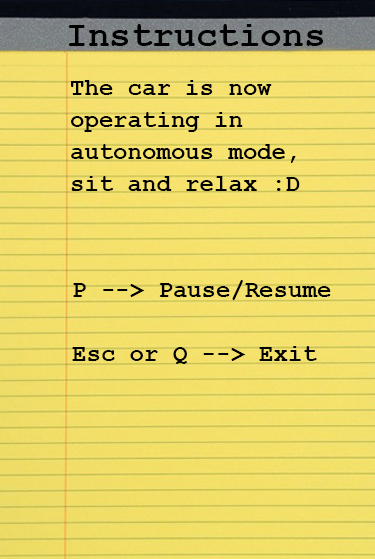 Instructions
The car is now
operating in
autonomous mode,
sit and relax :D
P --> Pause/Resume
Esc or Q --> Exit